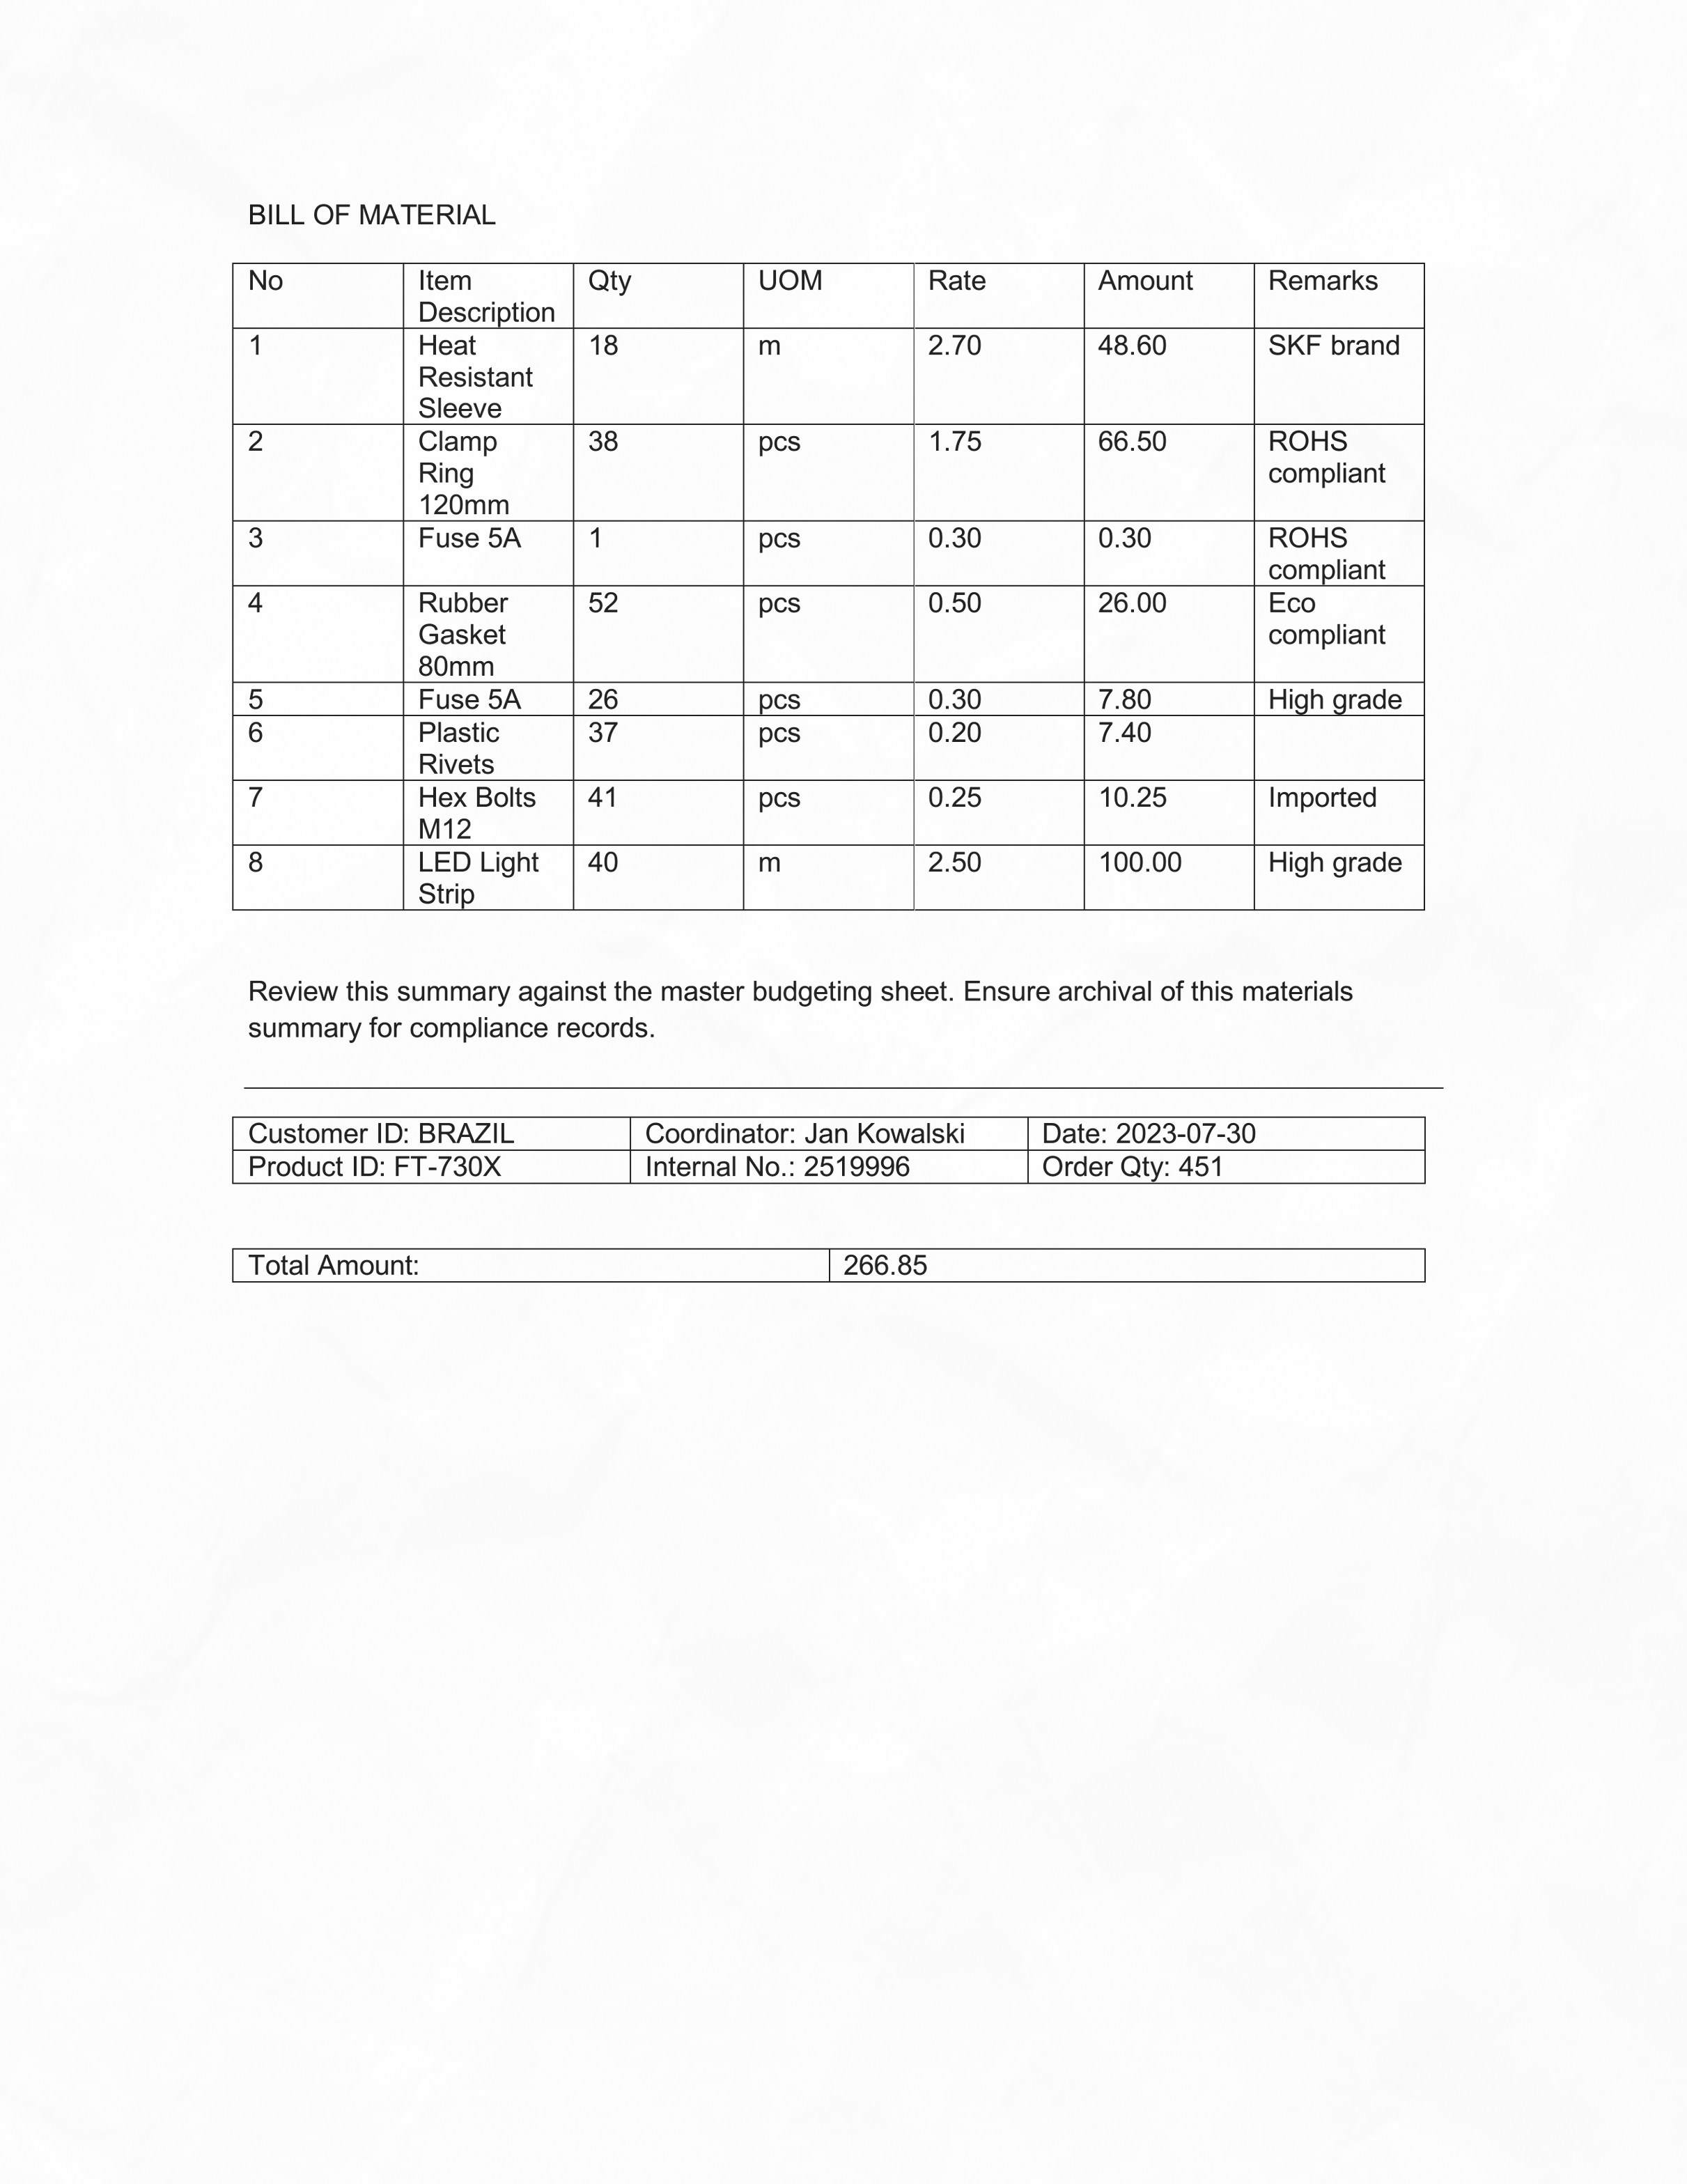 BILL OF MATERIAL
No Item Description Qty UOM Rate Amount Remarks
1 Heat Resistant Sleeve 18 m 2.70 48.60 SKF brand
2 Clamp Ring 120mm 38 pcs 1.75 66.50 ROHS compliant
3 Fuse 5A 1 pcs 0.30 0.30 ROHS compliant
4 Rubber Gasket 80mm 52 pcs 0.50 26.00 Eco compliant
5 Fuse 5A 26 pcs 0.30 7.80 High grade
6 Plastic Rivets 37 pcs 0.20 7.40
7 Hex Bolts M12 41 pcs 0.25 10.25 Imported
8 LED Light Strip 40 m 2.50 100.00 High grade
Review this summary against the master budgeting sheet. Ensure archival of this materials
summary for compliance records.
Customer ID: BRAZIL Coordinator: Jan Kowalski Date: 2023-07-30
Product ID: FT-730X Internal No.: 2519996 Order Qty: 451
Total Amount: 266.85